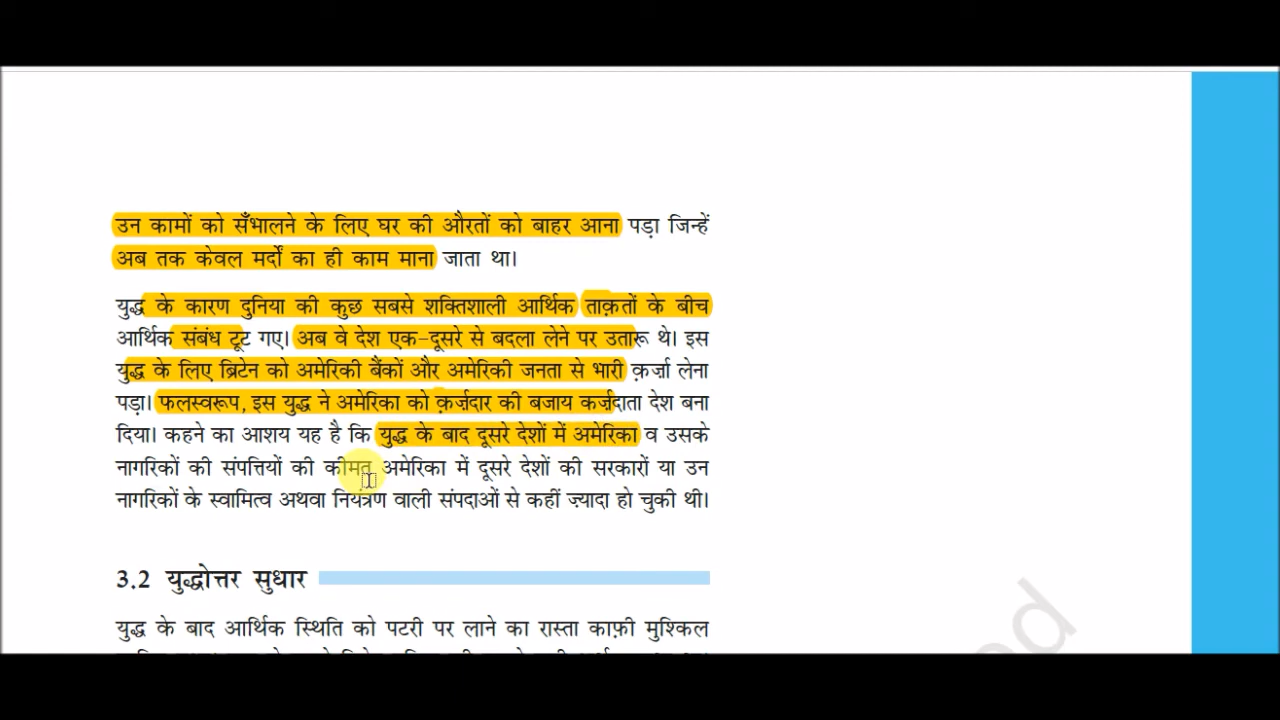 उन कामों को सँभालने के लिए घर की औरतों को बाहर आना पड़ा जिन्हें
अब तक केवल मर्दों का ही काम माना जाता था।
युद्ध के कारण दुनिया की कुछ सबसे शक्तिशाली आर्थिक ताक़तों के बीच
आर्थिक संबंध टूट गए। अब वे देश एक-दूसरे से बदला लेने पर उतारू थे। इस
युद्ध के लिए ब्रिटेन को अमेरिकी बैंकों और अमेरिकी जनता से भारी क़र्ज़ा लेना
पड़ा। फलस्वरूप, इस युद्ध ने अमेरिका को क़र्ज़दार की बजाय कर्ज़दाता देश बना
दिया। कहने का आशय यह है कि युद्ध के बाद दूसरे देशों में अमेरिका व उसके
नागरिकों की संपत्तियों की कीमत अमेरिका में दूसरे देशों की सरकारों या उन
नागरिकों के स्वामित्व अथवा नियंत्रण वाली संपदाओं से कहीं ज़्यादा हो चुकी थी।
3.2 युद्धोत्तर सुधार
युद्ध के बाद आर्थिक स्थिति को पटरी पर लाने का रास्ता काफ़ी मुश्किल